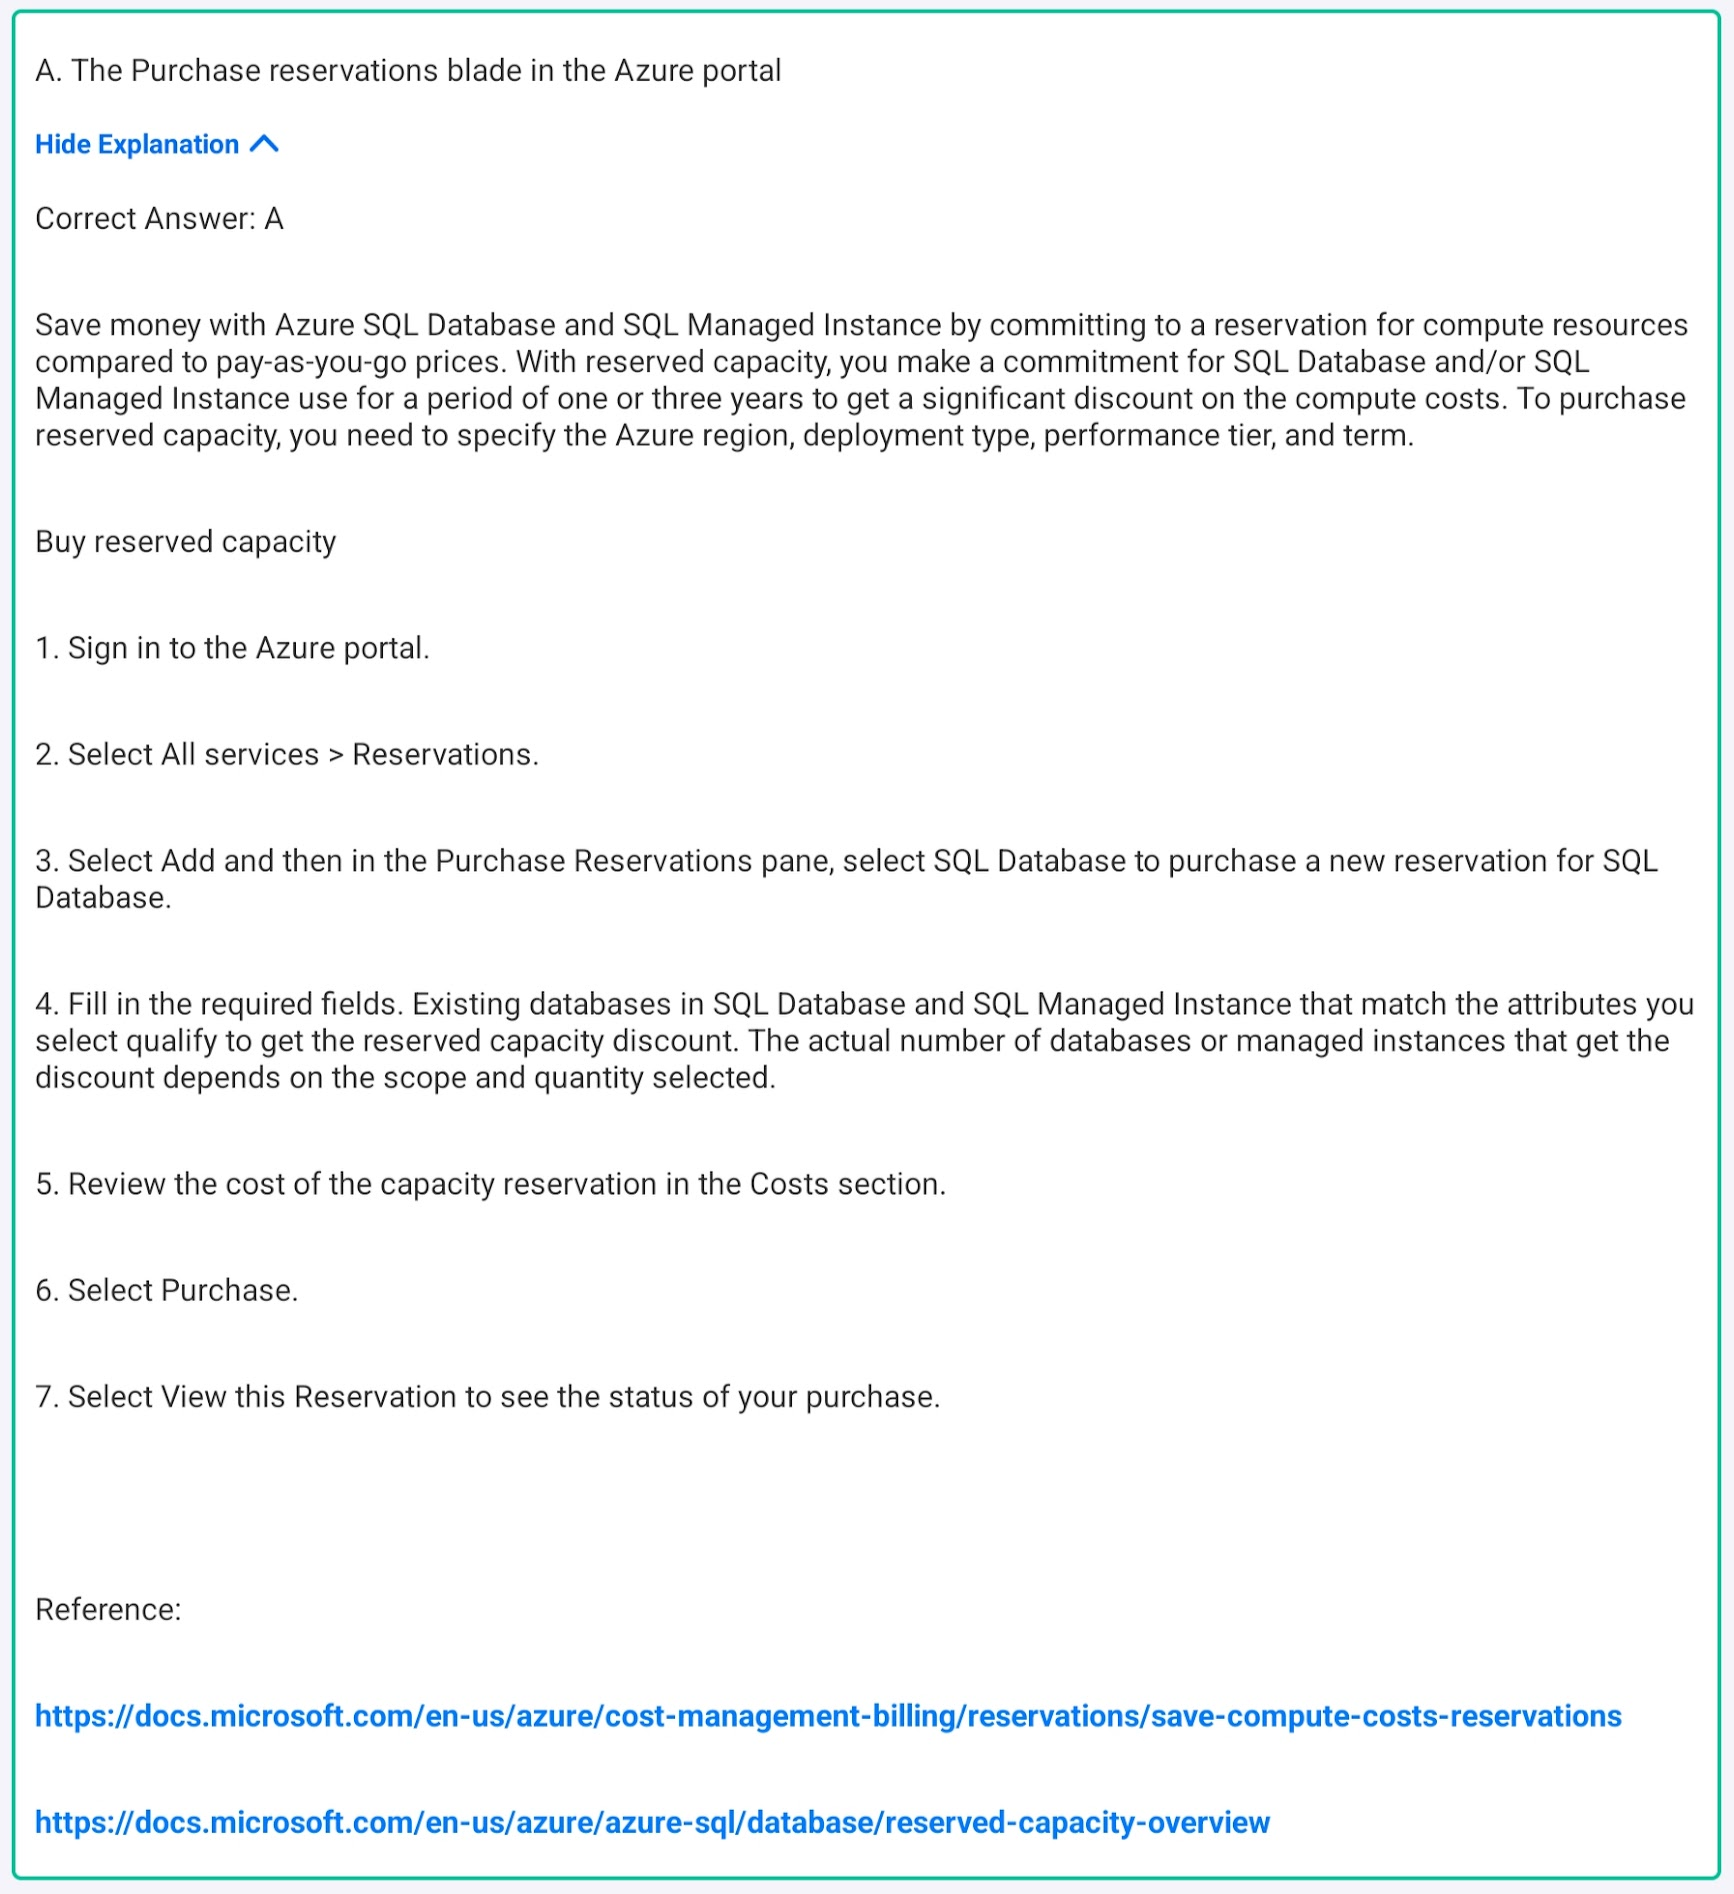 A. The Purchase reservations blade in the Azure portal
Hide Explanation
Correct Answer: A
Save money with Azure SQL Database and SQL Managed Instance by committing to a reservation for compute resources
compared to pay-as-you-go prices. With reserved capacity, you make a commitment for SQL Database and/or SQL
Managed Instance use for a period of one or three years to get a significant discount on the compute costs. To purchase
reserved capacity, you need to specify the Azure region, deployment type, performance tier, and term.
Buy reserved capacity
1. Sign in to the Azure portal.
2. Select All services > Reservations.
3. Select Add and then in the Purchase Reservations pane, select SQL Database to purchase a new reservation for SQL
Database.
4. Fill in the required fields. Existing databases in SQL Database and SQL Managed Instance that match the attributes you
select qualify to get the reserved capacity discount. The actual number of databases or managed instances that get the
discount depends on the scope and quantity selected.
5. Review the cost of the capacity reservation in the Costs section.
6. Select Purchase.
7. Select View this Reservation to see the status of your purchase.
Reference:
https://docs.microsoft.com/en-us/azure/cost-management-billing/reservations/save-compute-costs-reservations
https://docs.microsoft.com/en-us/azure/azure-sql/database/reserved-capacity-overview